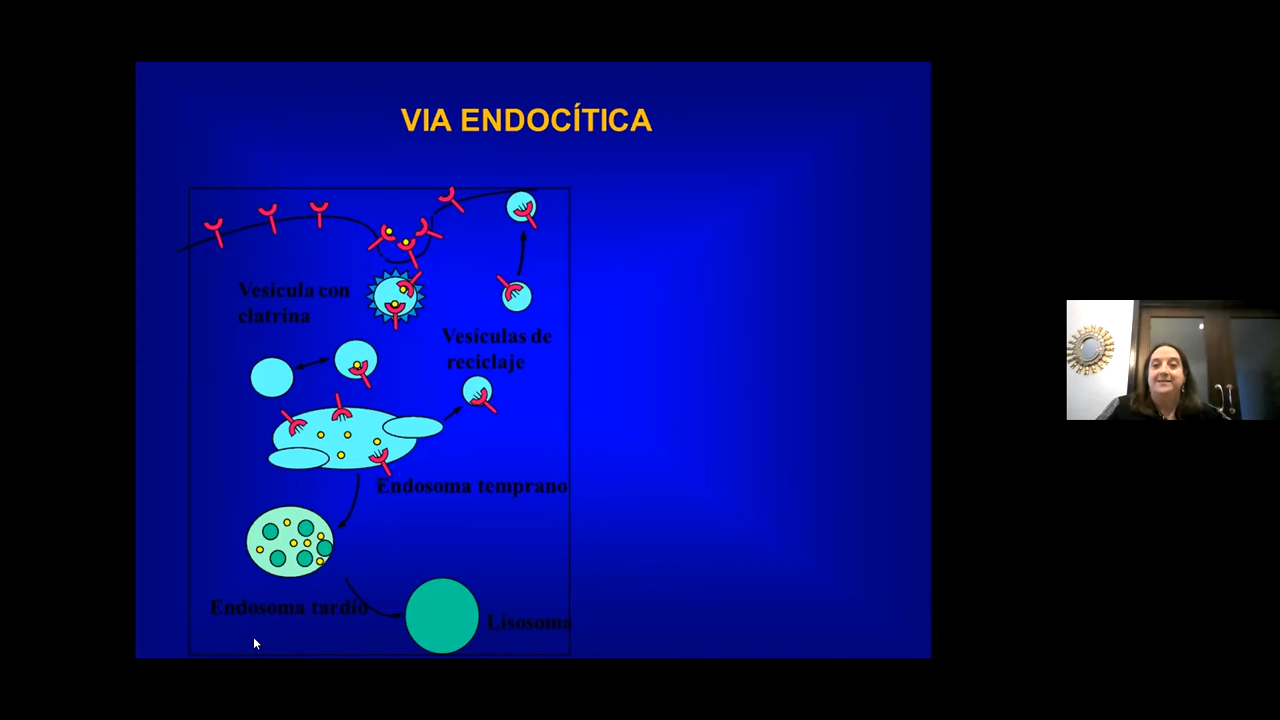 VIA ENDOCÍTICA
Vesícula con
clatrina
Vesículas de
reciclaje
Endosoma temprano
Endosoma tardío
Lisosoma